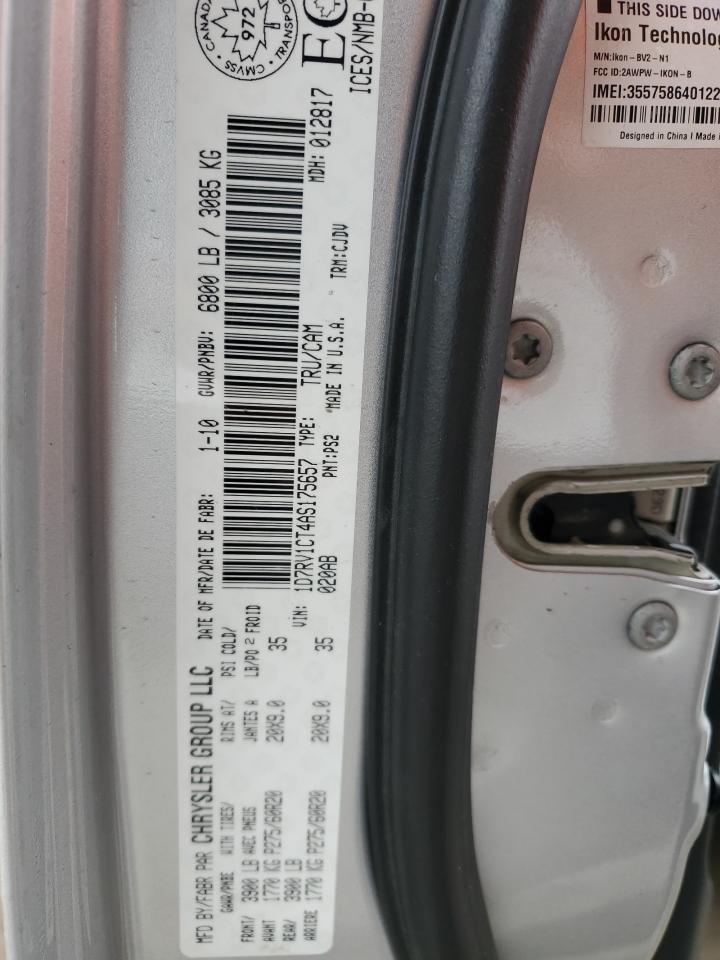 MFD BY/FABR PAR CHRYSLER GROUP LLC DATE OF MFR/DATE DE FABR: 1-10 GVWR/PNBV: 6800 LB / 3085 KG
GAWR/PNBE WITH TIRES/ RIMS AT/ PSI COLD/
FRONT/ 3900 LB AVEC PNEUS JANTES A LB/PO 2 FROID
AVANT 1770 KG P275/60R20 20X9.0 35
REAR/ 3900 LB
ARRIERE 1770 KG P275/60R20 20X9.0 35
VIN: 1D7RV1CT4AS175657 TYPE: TRU/CAM MDH: 012817
020AB PNT:PS2 *MADE IN U.S.A. * TRM:CJDV
CANADA
972
CMVSS
TRANSPO
ICES/NMB-
THIS SIDE DOW
Ikon Technolog
M/N:Ikon-BV2-N1
FCC ID:2AWPW-IKON-B
IMEI:35575864012
Designed in China I Made i